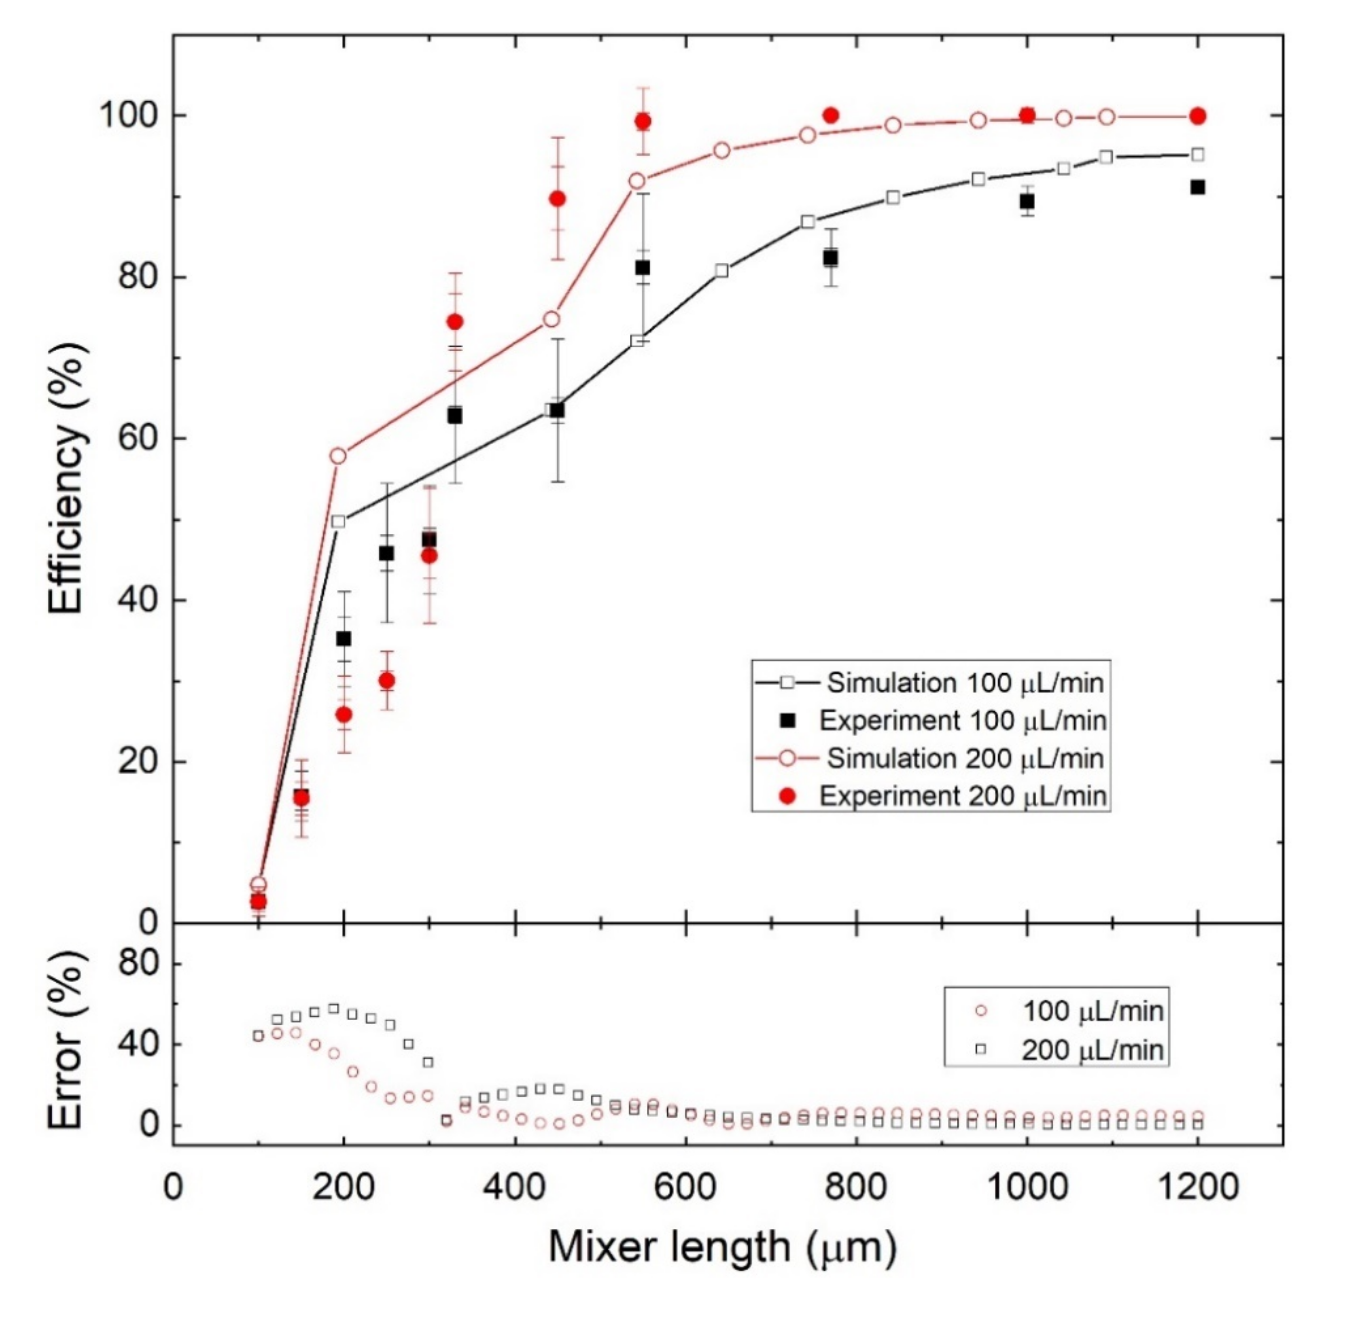 100
80
60
40
20
0
Efficiency (%)
Simulation 100 μL/min
Experiment 100 μL/min
Simulation 200 μL/min
Experiment 200 μL/min
80
40
0
Error (%)
100 μL/min
200 μL/min
0 200 400 600 800 1000 1200
Mixer length (μm)